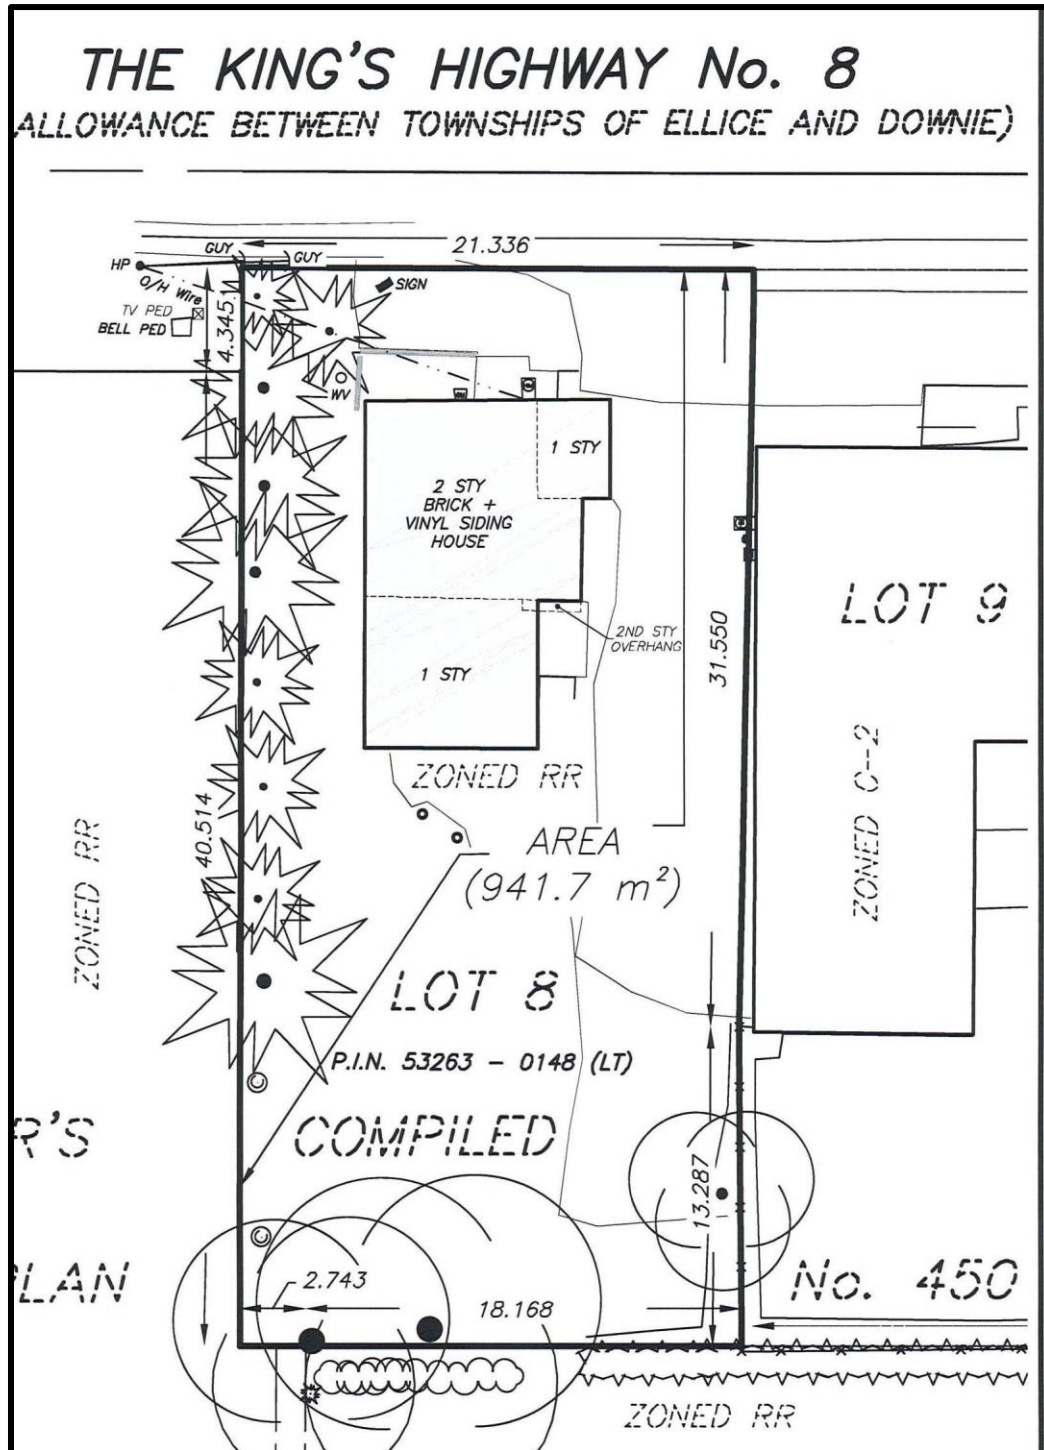 THE KING'S HIGHWAY No. 8
ALLOWANCE BETWEEN TOWNSHIPS OF ELLICE AND DOWNIE)
21.336
GUY
GUY
HP
O/H Wire
SIGN
TV PED
BELL PED
4.345
WV
1 STY
2 STY
BRICK +
VINYL SIDING
HOUSE
LOT 9
2ND STY
OVERHANG
31.550
1 STY
ZONED RR
ZONED C--2
40.514
ZONED RR
AREA
(941.7 m²)
LOT 8
P.I.N. 53263 - 0148 (LT)
R'S
COMPILED
13.287
LAN
2.743
18.168
No. 450
ZONED RR